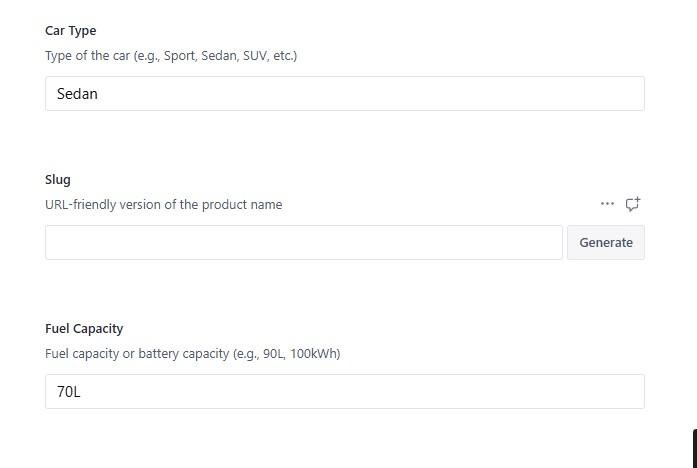 Car Type
Type of the car (e.g., Sport, Sedan, SUV, etc.)
Sedan
Slug
URL-friendly version of the product name
Generate
Fuel Capacity
Fuel capacity or battery capacity (e.g., 90L, 100kWh)
70L